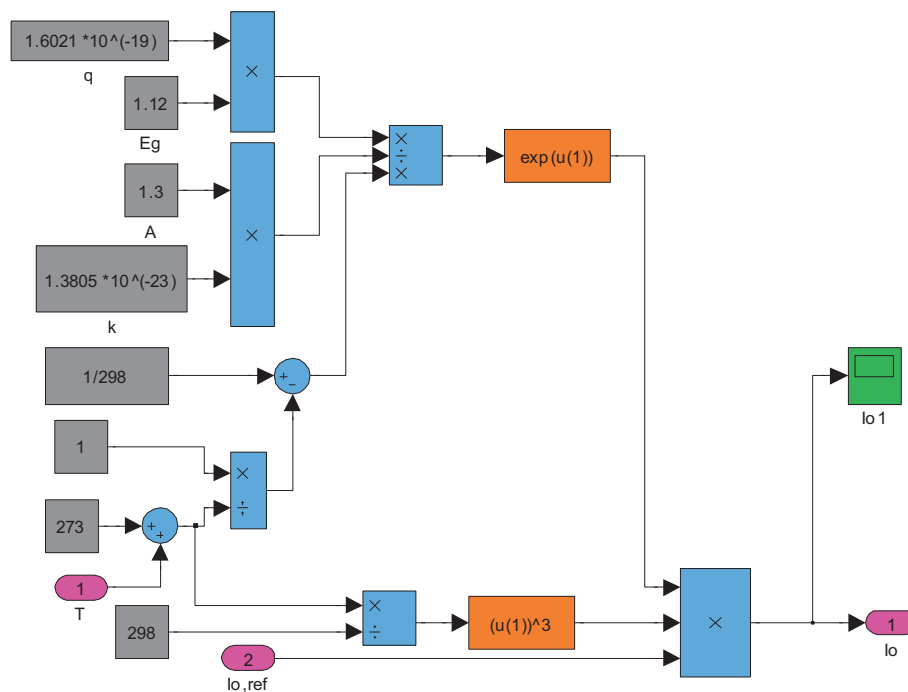 1.6021 *10^(-19)
q
×
1.12
Eg
×
÷
×
exp(u(1))
1.3
A
×
1.3805 *10^(-23)
k
1/298
+
−
Io 1
1
×
÷
273
+
+
1
T
×
÷
298
(u(1))^3
×
1
Io
2
Io,ref